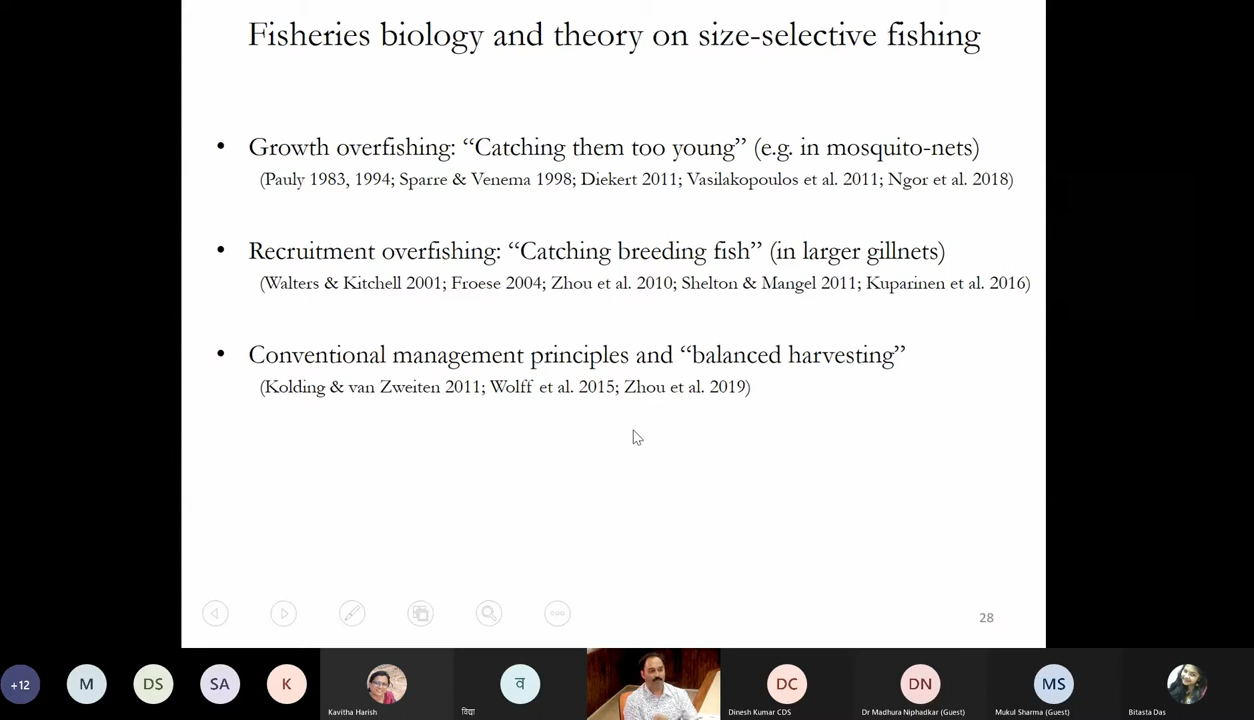 Fisheries biology and theory on size-selective fishing
• Growth overfishing: “Catching them too young” (e.g. in mosquito-nets)
(Pauly 1983, 1994; Sparre & Venema 1998; Diekert 2011; Vasilakopoulos et al. 2011; Ngor et al. 2018)
• Recruitment overfishing: “Catching breeding fish” (in larger gillnets)
(Walters & Kitchell 2001; Froese 2004; Zhou et al. 2010; Shelton & Mangel 2011; Kuparinen et al. 2016)
• Conventional management principles and “balanced harvesting”
(Kolding & van Zweiten 2011; Wolff et al. 2015; Zhou et al. 2019)
28
+12 M DS SA K व DC DN MS
Kavitha Harish विद्या Dinesh Kumar CDS Dr Madhura Niphadkar (Guest) Mukul Sharma (Guest) Bitasta Das